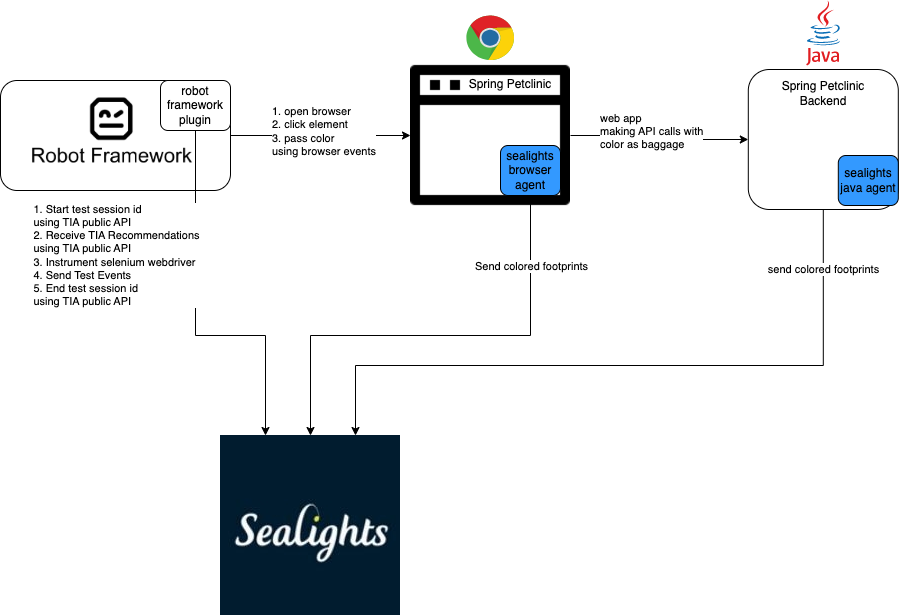 Java
Spring Petclinic
Spring Petclinic
Backend
robot
framework
plugin
Robot Framework
1. open browser
2. click element
3. pass color
using browser events
web app
making API calls with
color as baggage
sealights
browser
agent
sealights
java agent
1. Start test session id
using TIA public API
2. Receive TIA Recommendations
using TIA public API
3. Instrument selenium webdriver
4. Send Test Events
5. End test session id
using TIA public API
Send colored footprints
send colored footprints
SeaLights